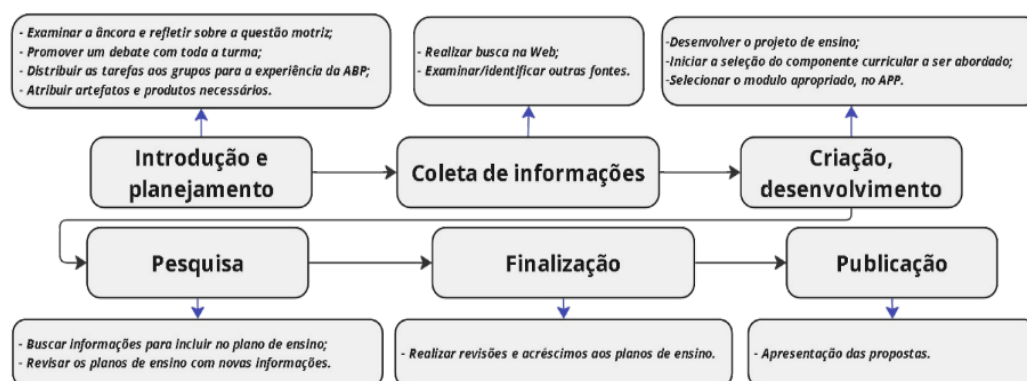 - Examinar a âncora e refletir sobre a questão motriz;
- Promover um debate com toda a turma;
- Distribuir as tarefas aos grupos para a experiência da ABP;
- Atribuir artefatos e produtos necessários.
- Realizar busca na Web;
- Examinar/identificar outras fontes.
-Desenvolver o projeto de ensino;
-Iniciar a seleção do componente curricular a ser abordado;
-Selecionar o modulo apropriado, no APP.
Introdução e
planejamento
Coleta de informações
Criação,
desenvolvimento
Pesquisa
Finalização
Publicação
- Buscar informações para incluir no plano de ensino;
- Revisar os planos de ensino com novas informações.
- Realizar revisões e acréscimos aos planos de ensino.
- Apresentação das propostas.